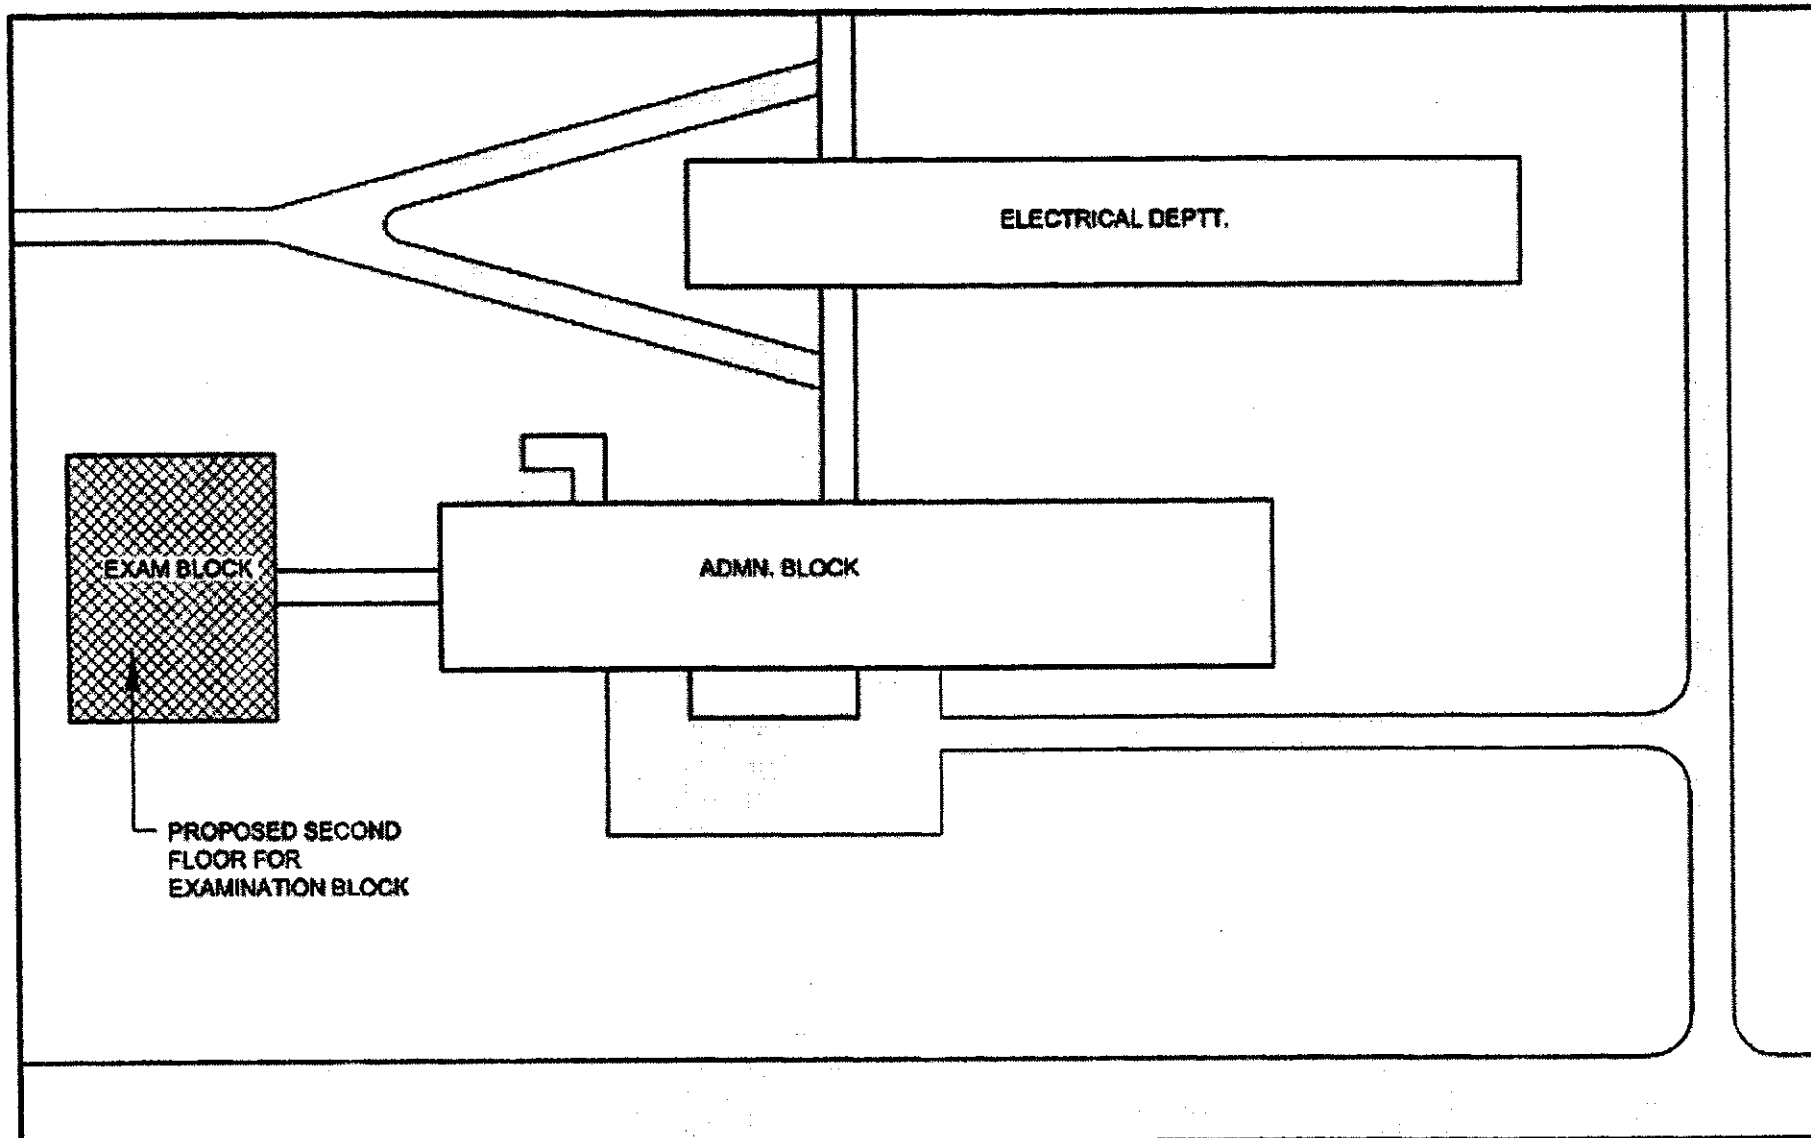 ELECTRICAL DEPTT.
EXAM BLOCK
ADMN. BLOCK
PROPOSED SECOND
FLOOR FOR
EXAMINATION BLOCK